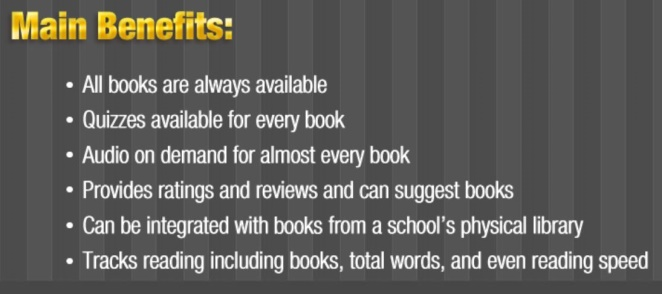 Main Benefits:
• All books are always available
• Quizzes available for every book
• Audio on demand for almost every book
• Provides ratings and reviews and can suggest books
• Can be integrated with books from a school's physical library
• Tracks reading including books, total words, and even reading speed